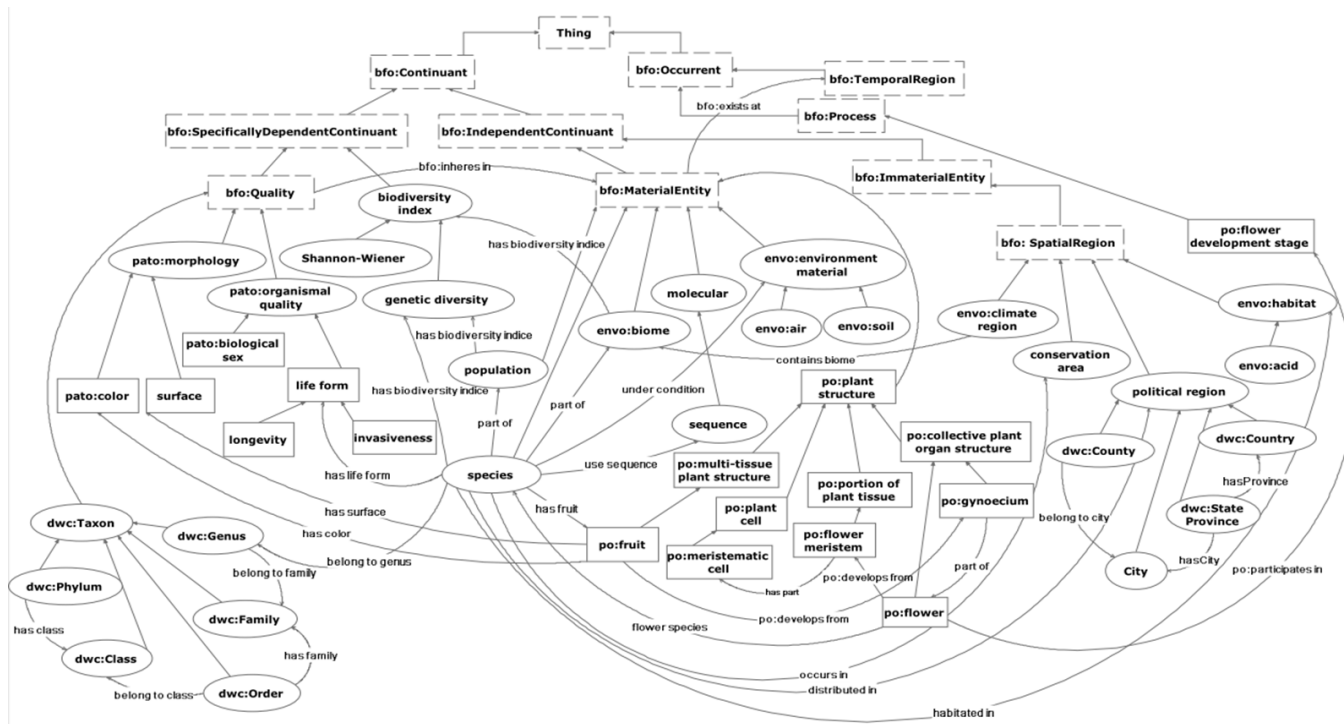 Thing
bfo:Continuant
bfo:Occurrent
bfo:TemporalRegion
bfo:exists at
bfo:Process
bfo:SpecificallyDependentContinuant
bfo:IndependentContinuant
bfo:inheres in
bfo:ImmaterialEntity
bfo:Quality
bfo:MaterialEntity
biodiversity
index
po:flower
development stage
bfo: SpatialRegion
has biodiversity indice
pato:morphology
Shannon-Wiener
envo:environment
material
pato:organismal
quality
genetic diversity
molecular
envo:habitat
envo:climate
region
envo:biome
envo:air
envo:soil
has biodiversity indice
pato:biological
sex
contains biome
conservation
area
envo:acid
population
life form
has biodiversity indice
under condition
po:plant
structure
pato:color
surface
political region
part of
part of
sequence
longevity
invasiveness
po:collective plant
organ structure
dwc:County
dwc:Country
has life form
species
use sequence
po:multi-tissue
plant structure
po:portion of
plant tissue
hasProvince
po:gynoecium
has surface
has fruit
po:plant
cell
belong to city
dwc:State
Province
dwc:Taxon
dwc:Genus
has color
po:fruit
po:flower
meristem
po:meristematic
cell
belong to genus
hasCity
City
po:participates in
belong to family
po:develops from
part of
dwc:Phylum
has part
dwc:Family
flower species
po:develops from
po:flower
has class
dwc:Class
has family
belong to class
dwc:Order
occurs in
distributed in
habitated in